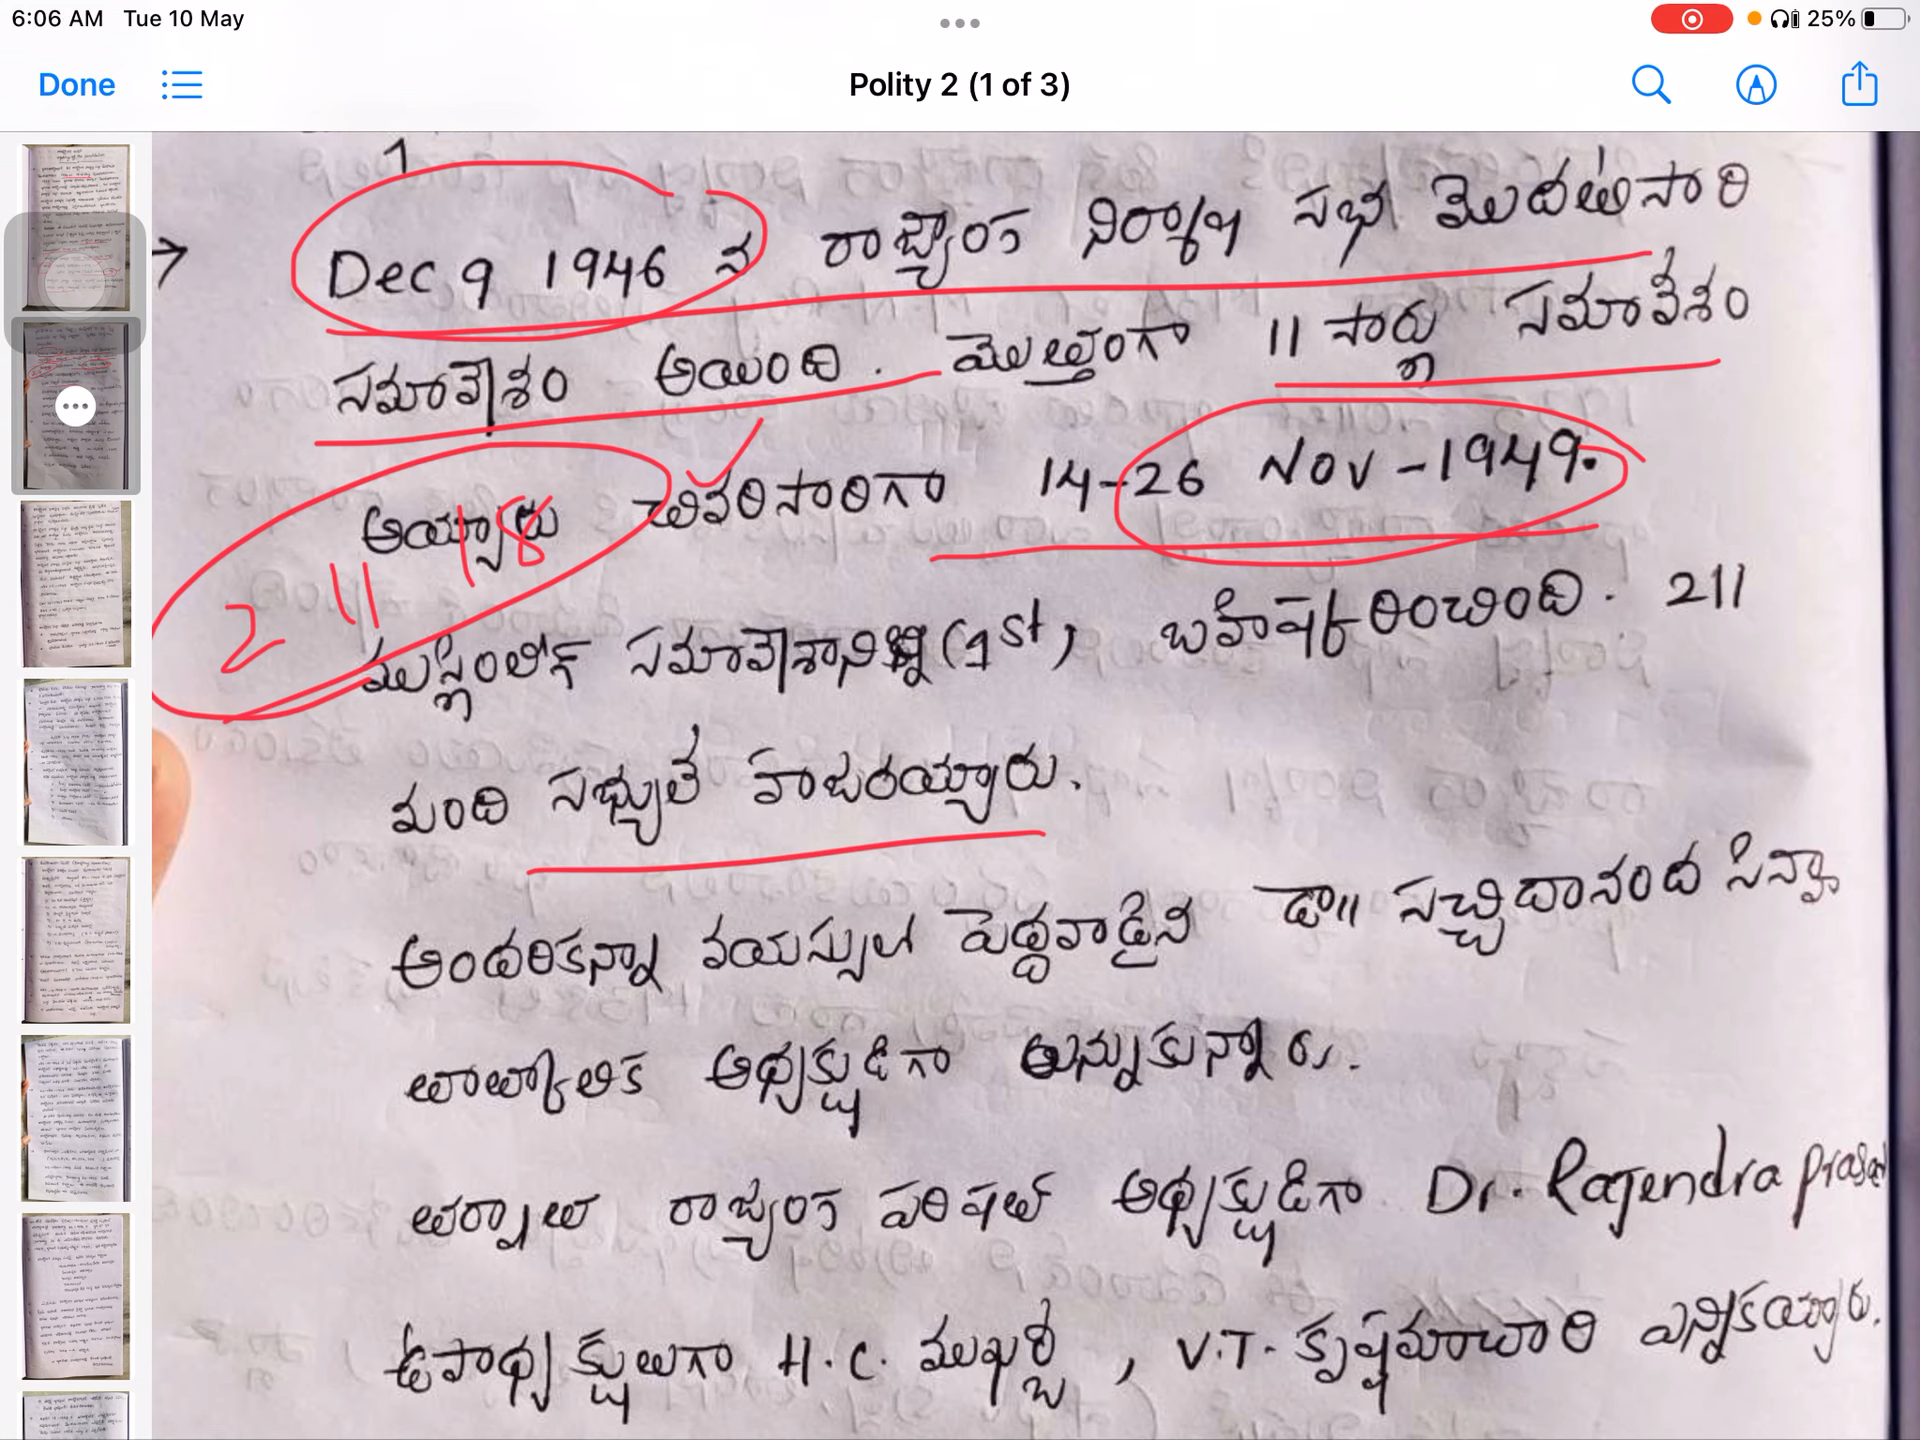 6:06 AM Tue 10 May 25%
Done Polity 2 (1 of 3)
1
→ Dec 9 1946 న రాజ్యాంగ నిర్మాణ సభ మొదటిసారి
సమావేశం అయింది. మొత్తంగా 11 సార్లు సమావేశం
అయ్యారు చివరిసారిగా 14-26 Nov - 1949.
2 11 18
ముస్లింలీగ్ సమావేశానిన్ని (1st) బహిష్కరించింది. 211
మంది సభ్యులే హాజరయ్యారు.
అందరికన్నా వయస్సులో పెద్దవాడైన డా॥ సచ్చిదానంద సిన్హా
తాత్కాలిక అధ్యక్షుడిగా ఎన్నుకున్నారు.
తర్వాత రాజ్యంగ పరిషత్ అధ్యక్షుడిగా Dr. Rajendra prasad
ఉపాధ్యక్షులుగా H.C. ముఖర్జీ, V.T. కృష్ణమాచారి ఎన్నికయ్యారు.